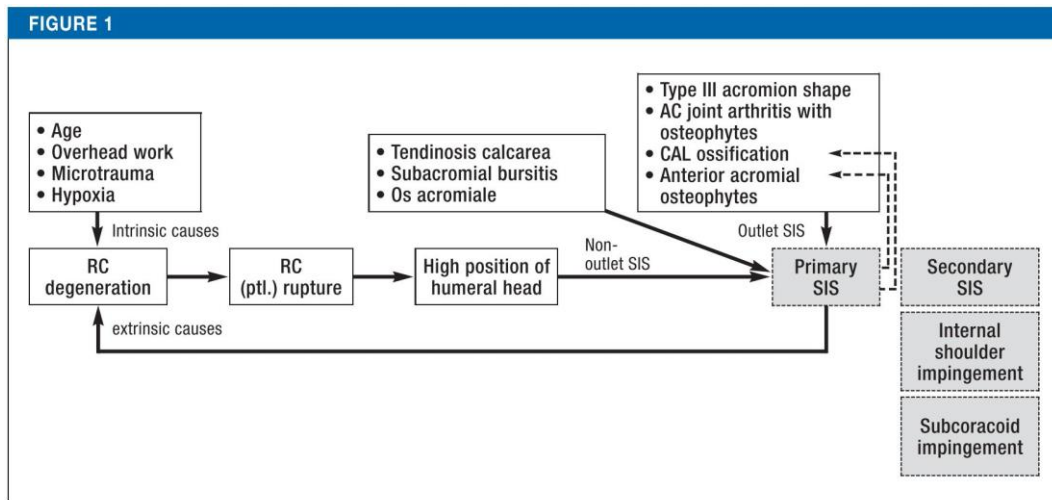 FIGURE 1
• Age
• Overhead work
• Microtrauma
• Hypoxia
• Tendinosis calcarea
• Subacromial bursitis
• Os acromiale
• Type III acromion shape
• AC joint arthritis with
osteophytes
• CAL ossification
• Anterior acromial
osteophytes
Intrinsic causes
Non-
outlet SIS
Outlet SIS
RC
degeneration
RC
(ptl.) rupture
High position of
humeral head
Primary
SIS
Secondary
SIS
extrinsic causes
Internal
shoulder
impingement
Subcoracoid
impingement